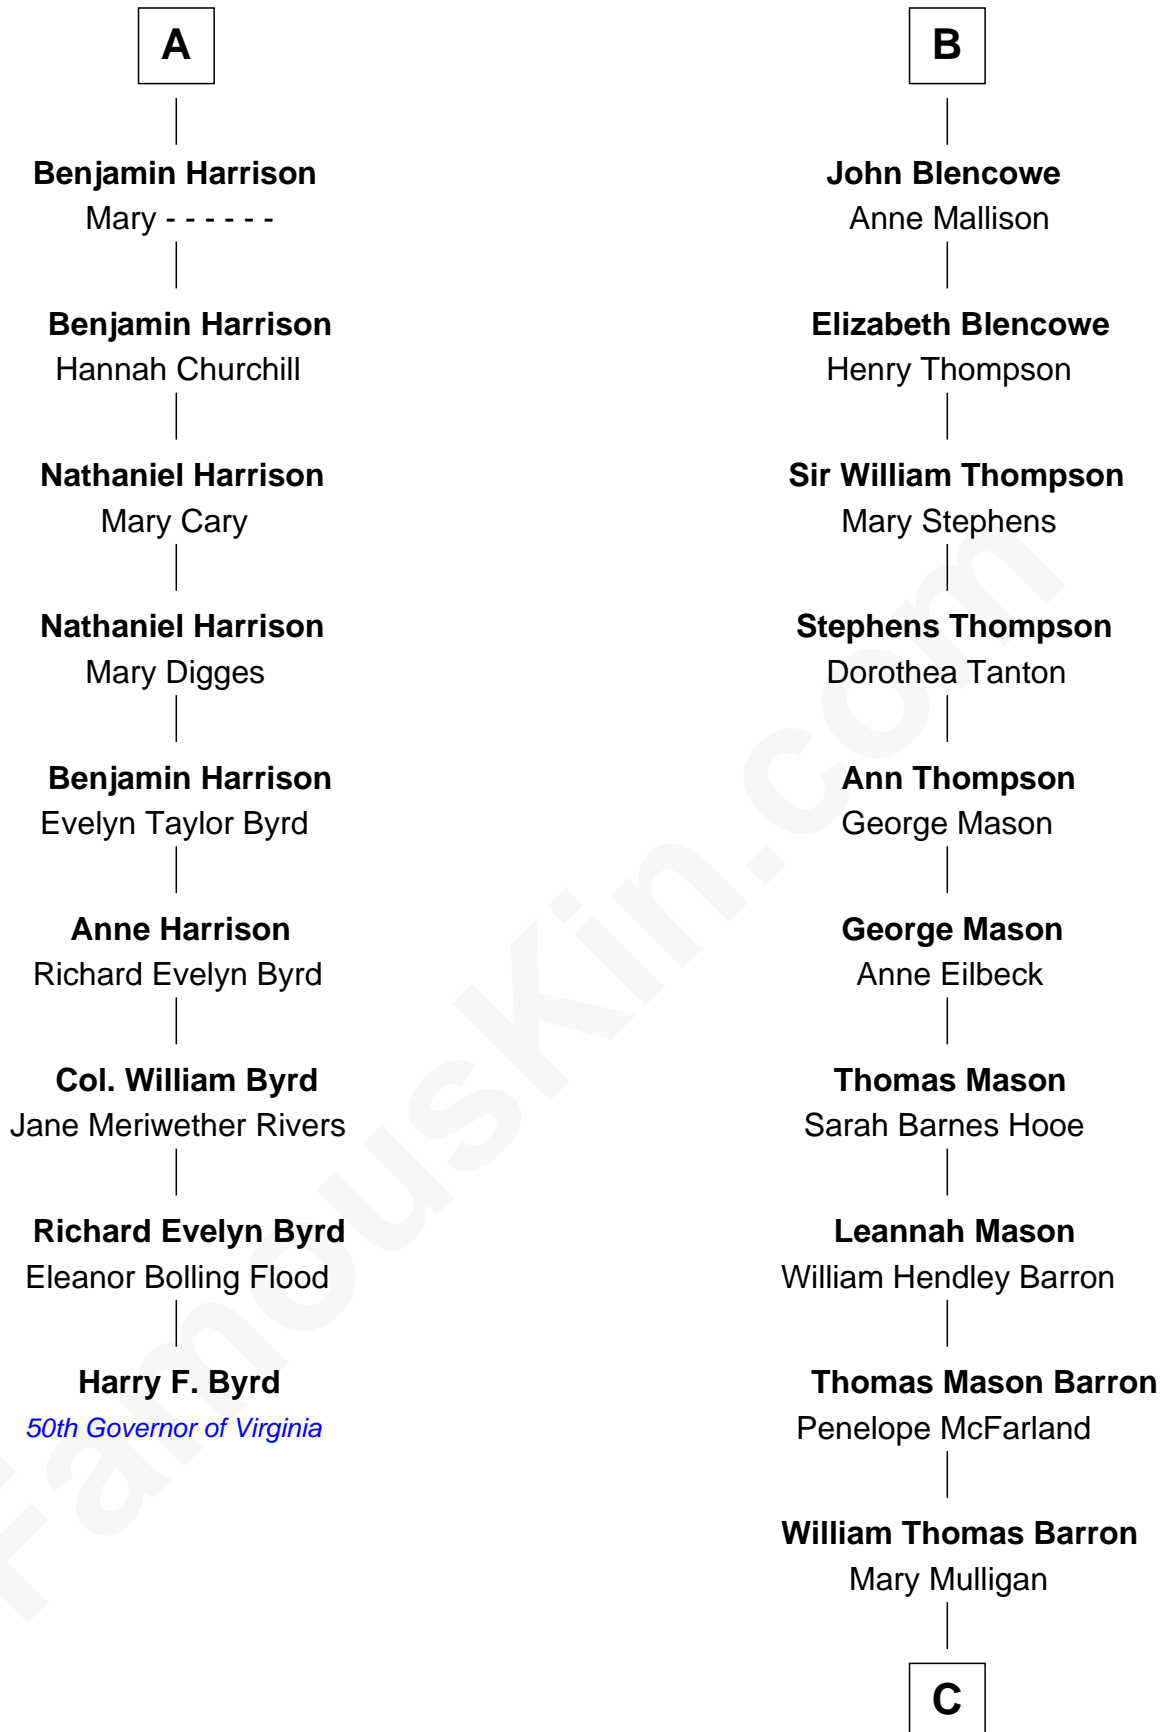 A
Benjamin Harrison
Mary - - - - - -
Benjamin Harrison
Hannah Churchill
Nathaniel Harrison
Mary Cary
Nathaniel Harrison
Mary Digges
Benjamin Harrison
Evelyn Taylor Byrd
Anne Harrison
Richard Evelyn Byrd
Col. William Byrd
Jane Meriwether Rivers
Richard Evelyn Byrd
Eleanor Bolling Flood
Harry F. Byrd
50th Governor of Virginia
B
John Blencowe
Anne Mallison
Elizabeth Blencowe
Henry Thompson
Sir William Thompson
Mary Stephens
Stephens Thompson
Dorothea Tanton
Ann Thompson
George Mason
George Mason
Anne Eilbeck
Thomas Mason
Sarah Barnes Hooe
Leannah Mason
William Hendley Barron
Thomas Mason Barron
Penelope McFarland
William Thomas Barron
Mary Mulligan
C
FamousKin.com